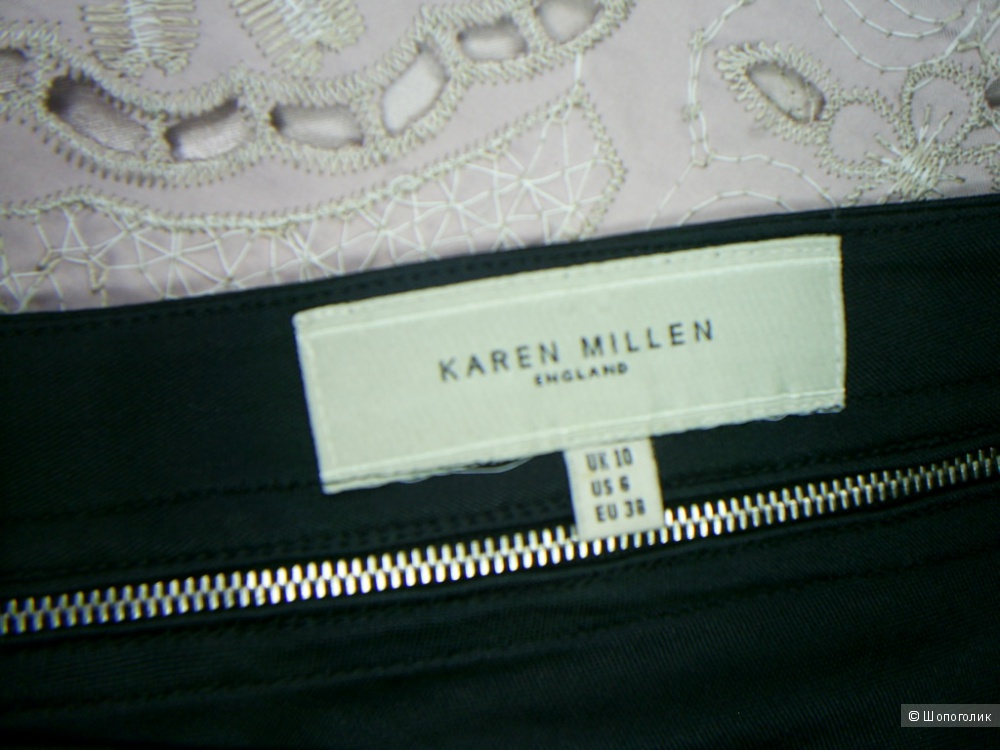 KAREN MILLEN
ENGLAND
UK 10
US 6
EU 38
© Шопоголик